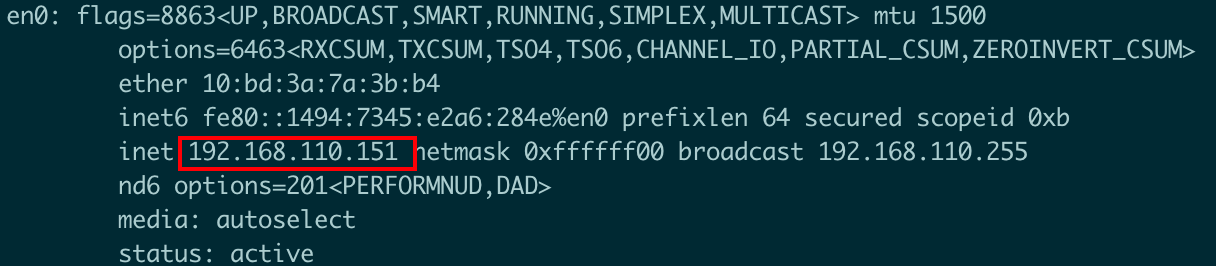 en0: flags=8863<UP,BROADCAST,SMART,RUNNING,SIMPLEX,MULTICAST> mtu 1500
options=6463<RXCSUM,TXCSUM,TSO4,TSO6,CHANNEL_IO,PARTIAL_CSUM,ZEROINVERT_CSUM>
ether 10:bd:3a:7a:3b:b4
inet6 fe80::1494:7345:e2a6:284e%en0 prefixlen 64 secured scopeid 0xb
inet 192.168.110.151 netmask 0xffffff00 broadcast 192.168.110.255
nd6 options=201<PERFORMNUD,DAD>
media: autoselect
status: active